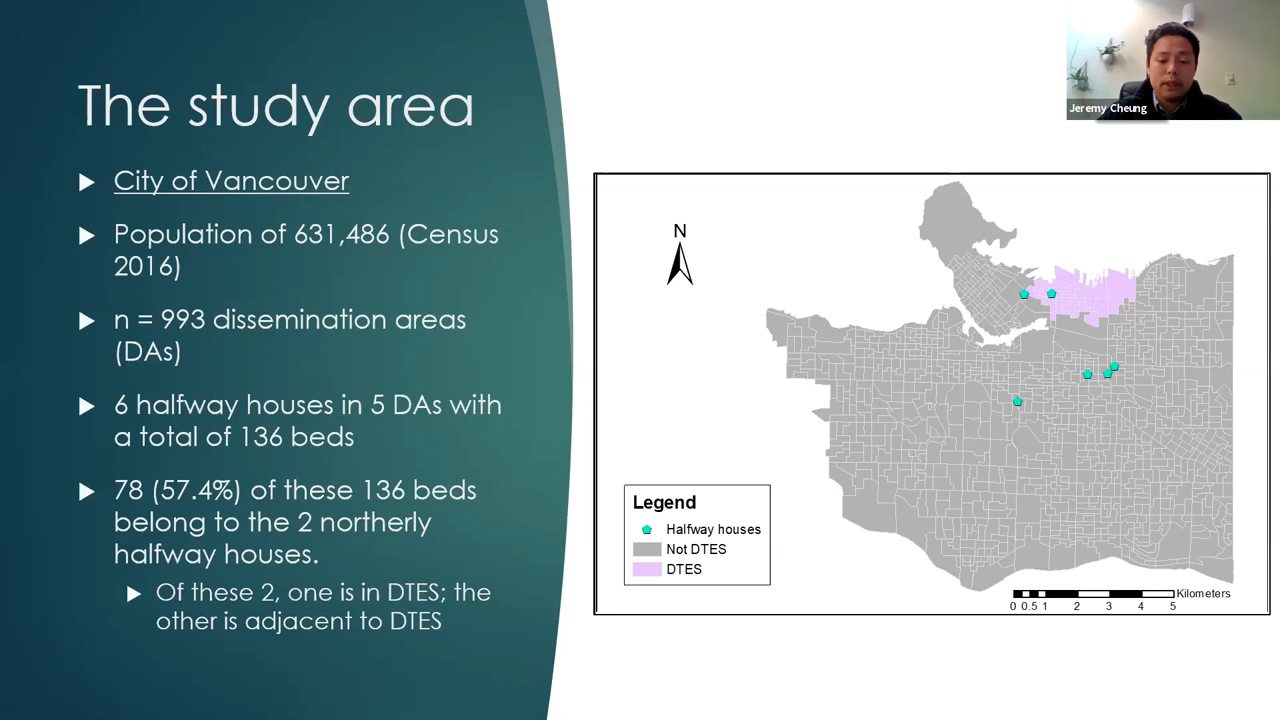 The study area
City of Vancouver
Population of 631,486 (Census
2016)
n = 993 dissemination areas
(DAs)
6 halfway houses in 5 DAs with
a total of 136 beds
78 (57.4%) of these 136 beds
belong to the 2 northerly
halfway houses.
Of these 2, one is in DTES; the
other is adjacent to DTES
Jeremy Cheung
N
Legend
Halfway houses
Not DTES
DTES
Kilometers
0 0.5 1 2 3 4 5